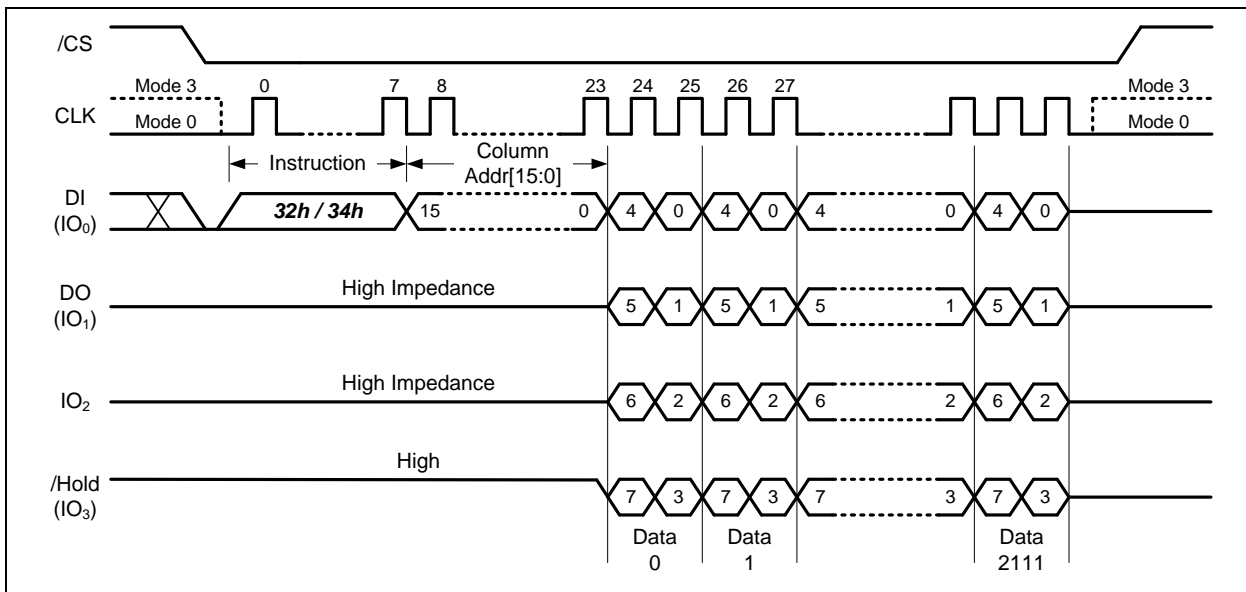 /CS
Mode 3 0 7 8 23 24 25 26 27 Mode 3
CLK
Mode 0 Mode 0
Instruction Column
Addr[15:0]
DI
(IO0) 32h / 34h 15 0 4 0 4 0 4 0 4 0
High Impedance
DO
(IO1) 5 1 5 1 5 1 5 1
High Impedance
IO2 6 2 6 2 6 2 6 2
High
/Hold
(IO3) 7 3 7 3 7 3 7 3
Data Data Data
0 1 2111